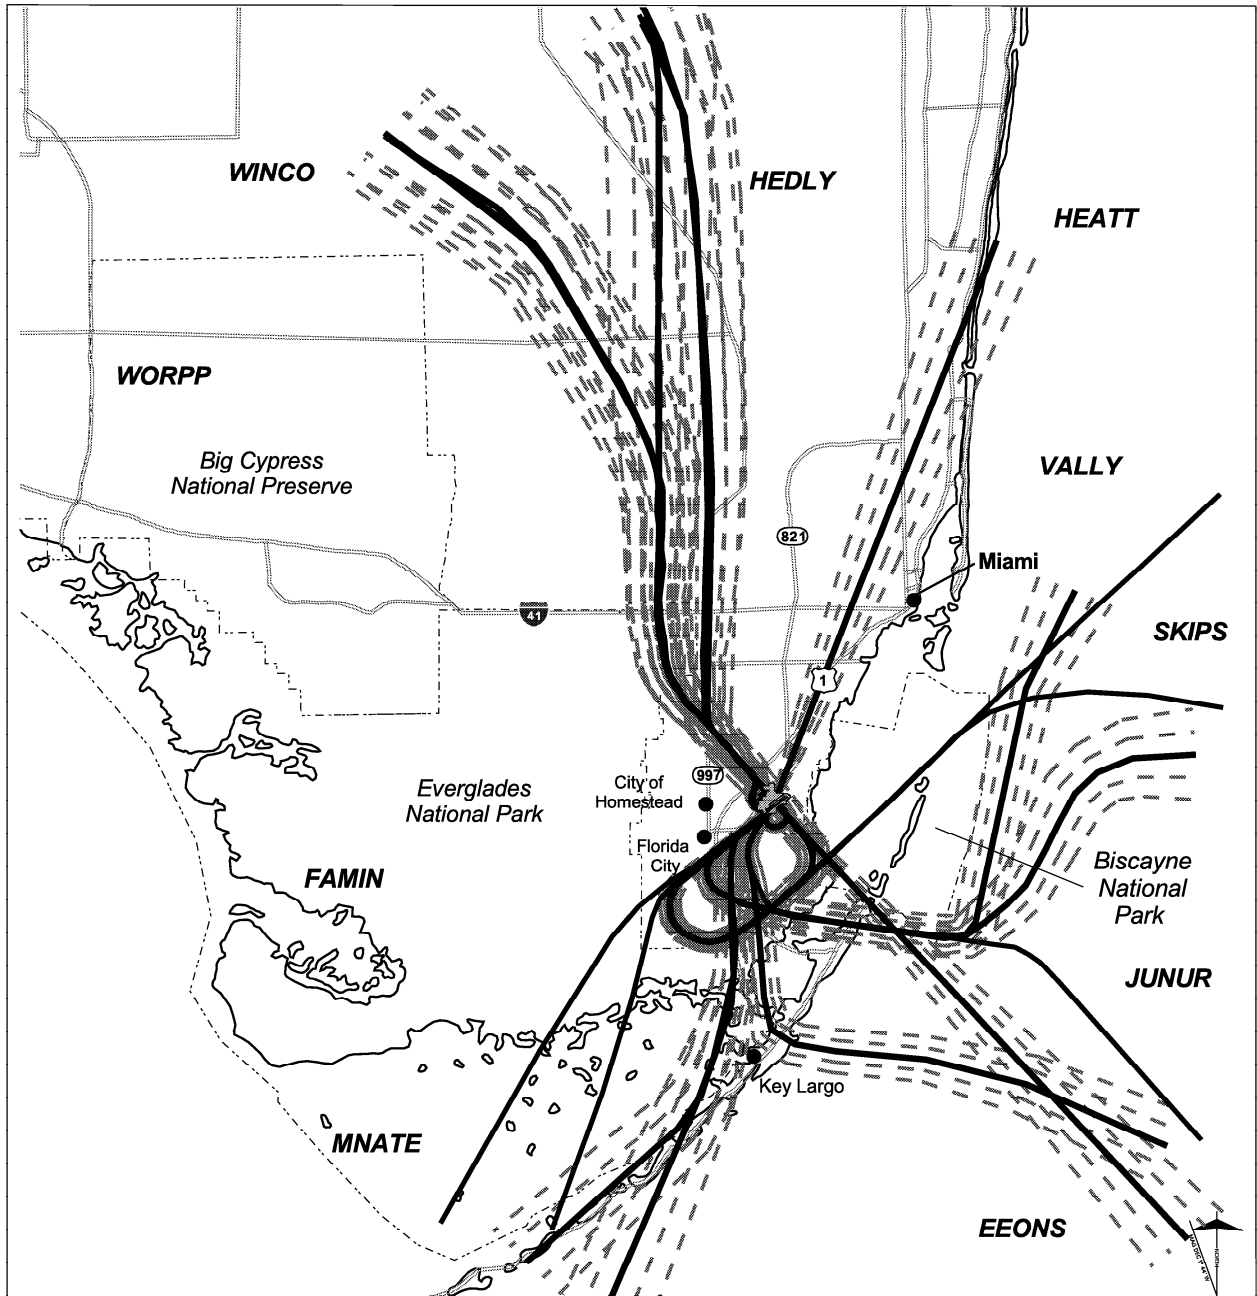 WINCO
HEDLY
HEATT
WORPP
Big Cypress
National Preserve
VALLY
821
Miami
41
SKIPS
1
Everglades
National Park
997
City of
Homestead
Florida
City
FAMIN
Biscayne
National
Park
JUNUR
Key Largo
MNATE
EEONS
NORTH